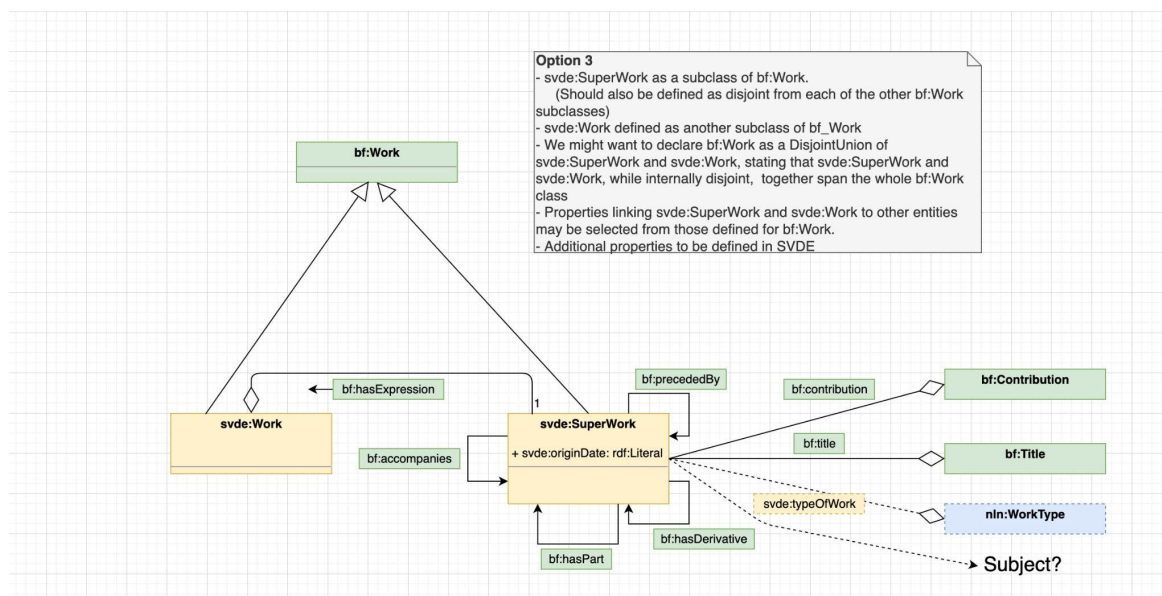 Option 3
- svde:SuperWork as a subclass of bf:Work.
(Should also be defined as disjoint from each of the other bf:Work
subclasses)
- svde:Work defined as another subclass of bf_Work
- We might want to declare bf:Work as a DisjointUnion of
svde:SuperWork and svde:Work, stating that svde:SuperWork and
svde:Work, while internally disjoint, together span the whole bf:Work
class
- Properties linking svde:SuperWork and svde:Work to other entities
may be selected from those defined for bf:Work.
- Additional properties to be defined in SVDE
bf:Work
bf:hasExpression
bf:precededBy
bf:contribution
bf:Contribution
1
svde:Work
svde:SuperWork
+ svde:originDate: rdf:Literal
bf:accompanies
bf:title
bf:Title
svde:typeOfWork
nln:WorkType
bf:hasDerivative
bf:hasPart
Subject?